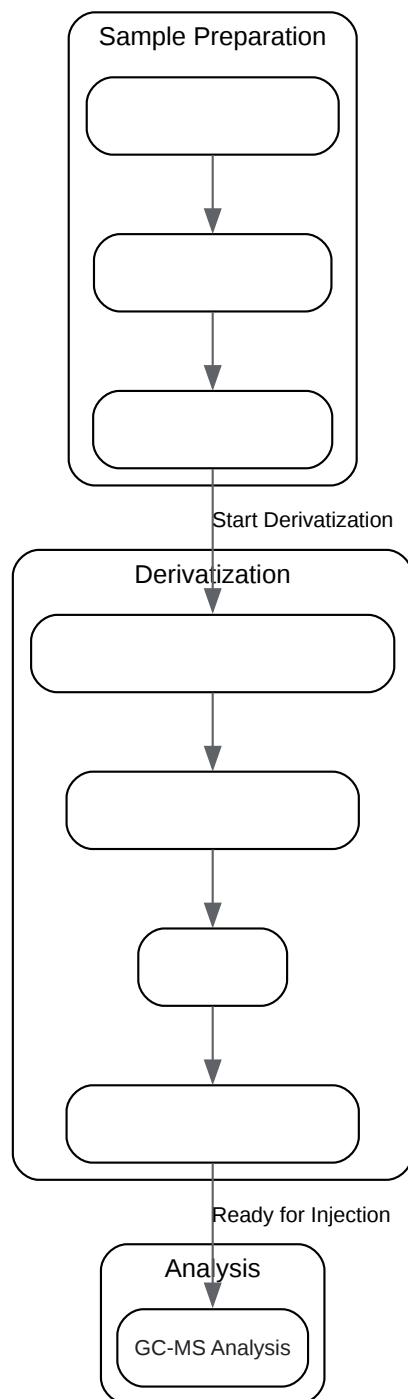 Sample Preparation
Start Derivatization
Derivatization
Ready for Injection
Analysis
GC-MS Analysis